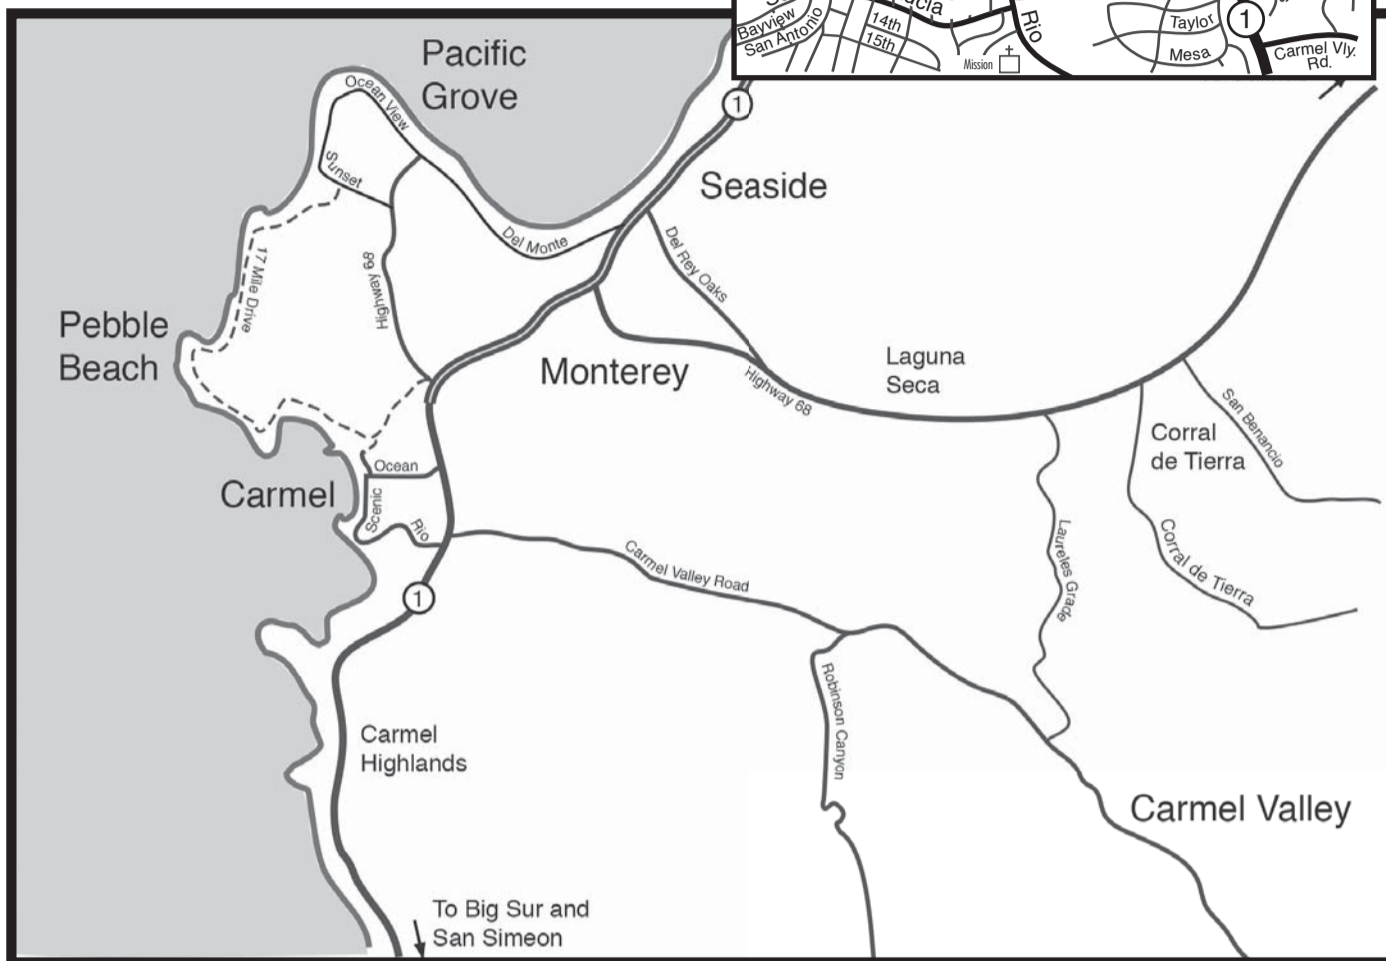 Bayview
San Antonio
14th
15th
Mission
Rio
Taylor
Mesa
1
Carmel Vly.
Rd.
Pacific
Grove
Ocean View
Sunset
1
Seaside
Del Monte
Del Rey Oaks
17 Mile Drive
Highway 68
Pebble
Beach
Monterey
Highway 68
Laguna
Seca
San Benancio
Corral
de Tierra
Ocean
Carmel
Scenic
Rio
Carmel Valley Road
Laureles Grade
Corral de Tierra
1
Robinson Canyon
Carmel
Highlands
Carmel Valley
To Big Sur and
San Simeon